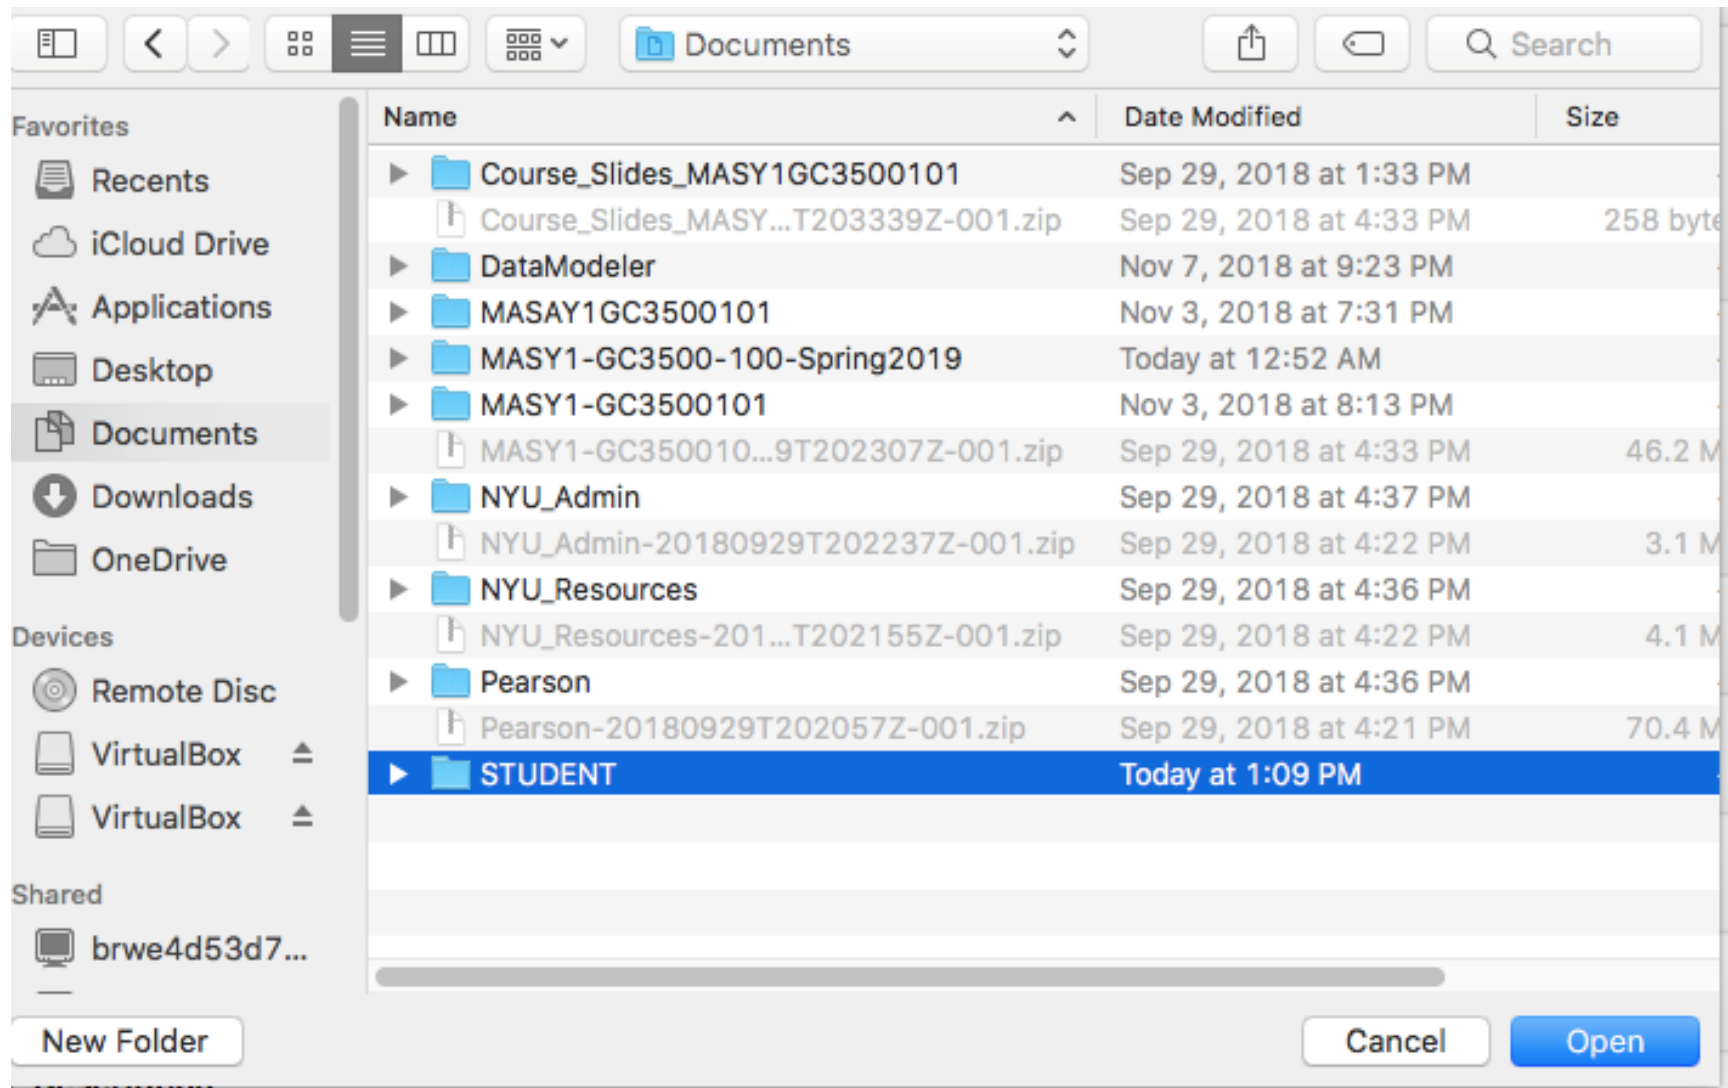 Documents
Search
Favorites
Recents
iCloud Drive
Applications
Desktop
Documents
Downloads
OneDrive
Devices
Remote Disc
VirtualBox
VirtualBox
Shared
brwe4d53d7...
Name Date Modified Size
Course_Slides_MASY1GC3500101 Sep 29, 2018 at 1:33 PM
Course_Slides_MASY...T203339Z-001.zip Sep 29, 2018 at 4:33 PM 258 byte
DataModeler Nov 7, 2018 at 9:23 PM
MASAY1GC3500101 Nov 3, 2018 at 7:31 PM
MASY1-GC3500-100-Spring2019 Today at 12:52 AM
MASY1-GC3500101 Nov 3, 2018 at 8:13 PM
MASY1-GC350010...9T202307Z-001.zip Sep 29, 2018 at 4:33 PM 46.2 M
NYU_Admin Sep 29, 2018 at 4:37 PM
NYU_Admin-20180929T202237Z-001.zip Sep 29, 2018 at 4:22 PM 3.1 M
NYU_Resources Sep 29, 2018 at 4:36 PM
NYU_Resources-201...T202155Z-001.zip Sep 29, 2018 at 4:22 PM 4.1 M
Pearson Sep 29, 2018 at 4:36 PM
Pearson-20180929T202057Z-001.zip Sep 29, 2018 at 4:21 PM 70.4 M
STUDENT Today at 1:09 PM
New Folder Cancel Open